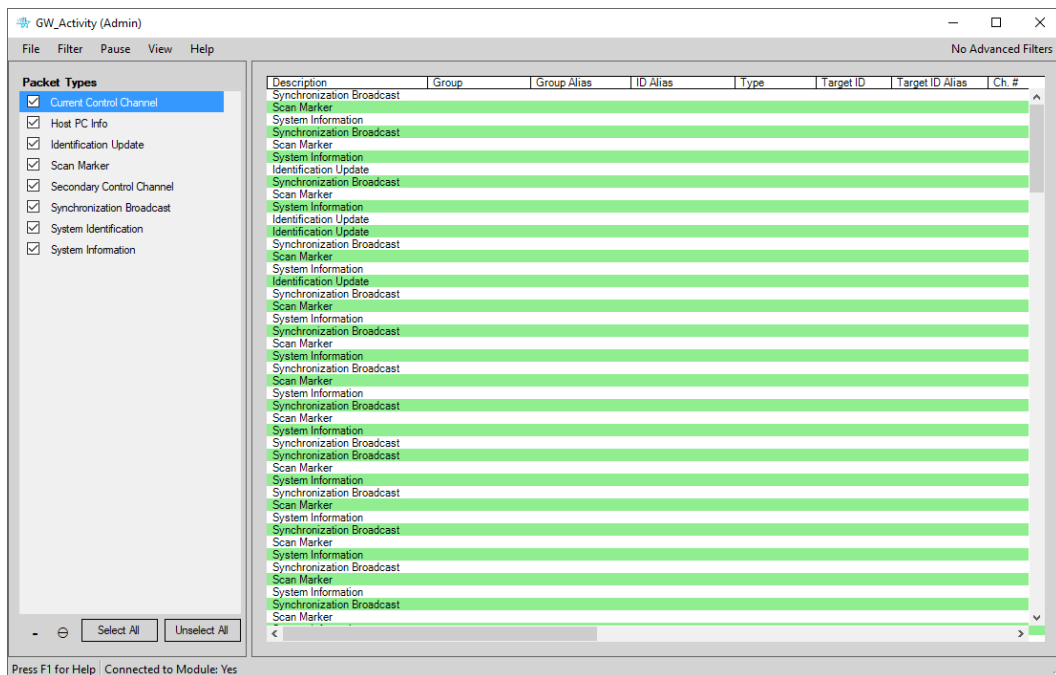 GW_Activity (Admin)
File Filter Pause View Help No Advanced Filters
Packet Types
Current Control Channel
Host PC Info
Identification Update
Scan Marker
Secondary Control Channel
Synchronization Broadcast
System Identification
System Information
Select All Unselect All
Description Group Group Alias ID Alias Type Target ID Target ID Alias Ch. #
Synchronization Broadcast
Scan Marker
System Information
Synchronization Broadcast
Scan Marker
System Information
Identification Update
Synchronization Broadcast
Scan Marker
System Information
Identification Update
Identification Update
Synchronization Broadcast
Scan Marker
System Information
Identification Update
Synchronization Broadcast
Scan Marker
System Information
Synchronization Broadcast
Scan Marker
System Information
Synchronization Broadcast
Scan Marker
System Information
Synchronization Broadcast
Scan Marker
System Information
Synchronization Broadcast
Synchronization Broadcast
Scan Marker
System Information
Synchronization Broadcast
Scan Marker
System Information
Synchronization Broadcast
Scan Marker
System Information
Synchronization Broadcast
Scan Marker
System Information
Synchronization Broadcast
Scan Marker
Press F1 for Help Connected to Module: Yes